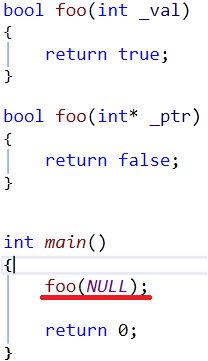 bool foo(int _val)
{
    return true;
}
bool foo(int* _ptr)
{
    return false;
}
int main()
{
    foo(NULL);
    return 0;
}